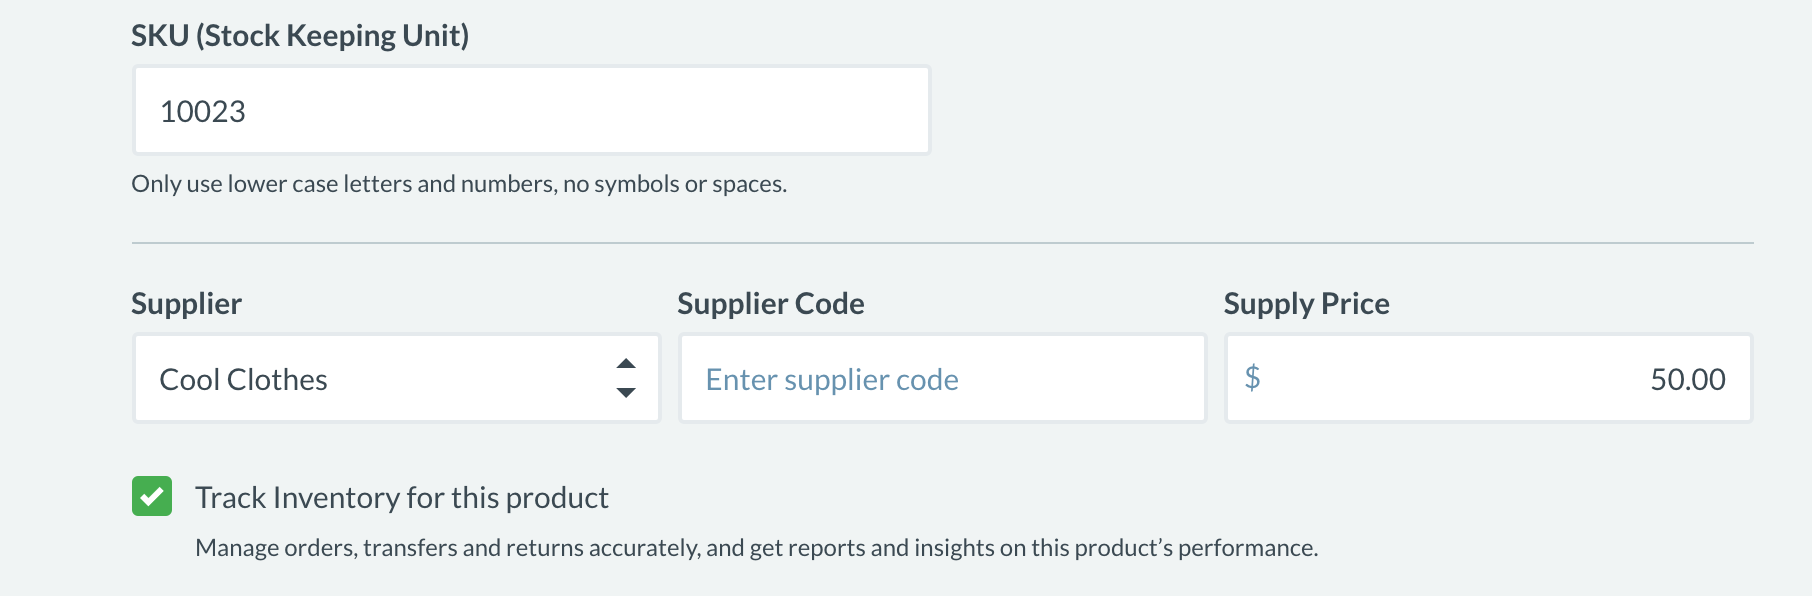 SKU (Stock Keeping Unit)
10023
Only use lower case letters and numbers, no symbols or spaces.
Supplier
Supplier Code
Supply Price
Cool Clothes
Enter supplier code
$ 50.00
Track Inventory for this product
Manage orders, transfers and returns accurately, and get reports and insights on this product’s performance.